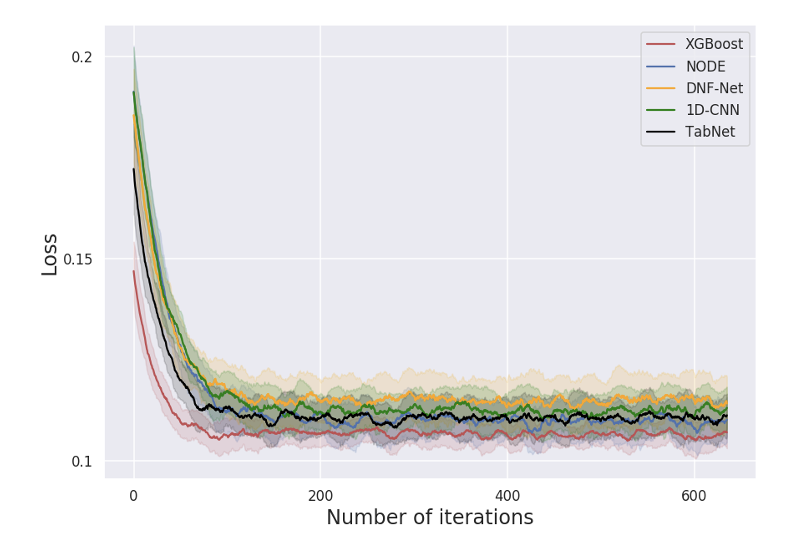 XGBoost
NODE
DNF-Net
1D-CNN
TabNet
0.2
0.15
0.1
Loss
0 200 400 600
Number of iterations